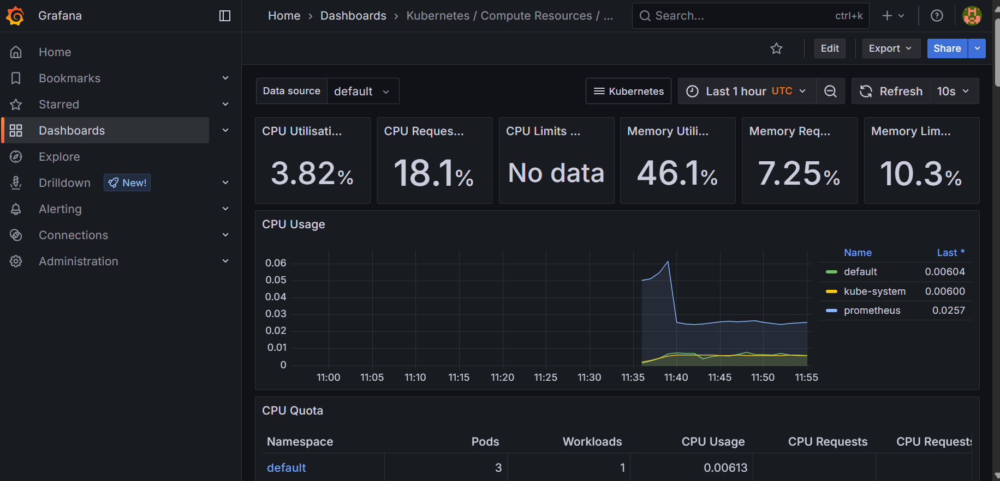 Grafana
Home › Dashboards › Kubernetes / Compute Resources / ...
Search...
ctrl+k
Home
Bookmarks
Starred
Dashboards
Explore
Drilldown New!
Alerting
Connections
Administration
Edit
Export
Share
Data source default
Kubernetes
Last 1 hour UTC
Refresh 10s
CPU Utilisati...
3.82%
CPU Reques...
18.1%
CPU Limits ...
No data
Memory Utili...
46.1%
Memory Req...
7.25%
Memory Lim...
10.3%
CPU Usage
0.06
0.05
0.04
0.03
0.02
0.01
0
11:00 11:05 11:10 11:15 11:20 11:25 11:30 11:35 11:40 11:45 11:50 11:55
Name Last *
default 0.00604
kube-system 0.00600
prometheus 0.0257
CPU Quota
Namespace Pods Workloads CPU Usage CPU Requests CPU Requests
default 3 1 0.00613